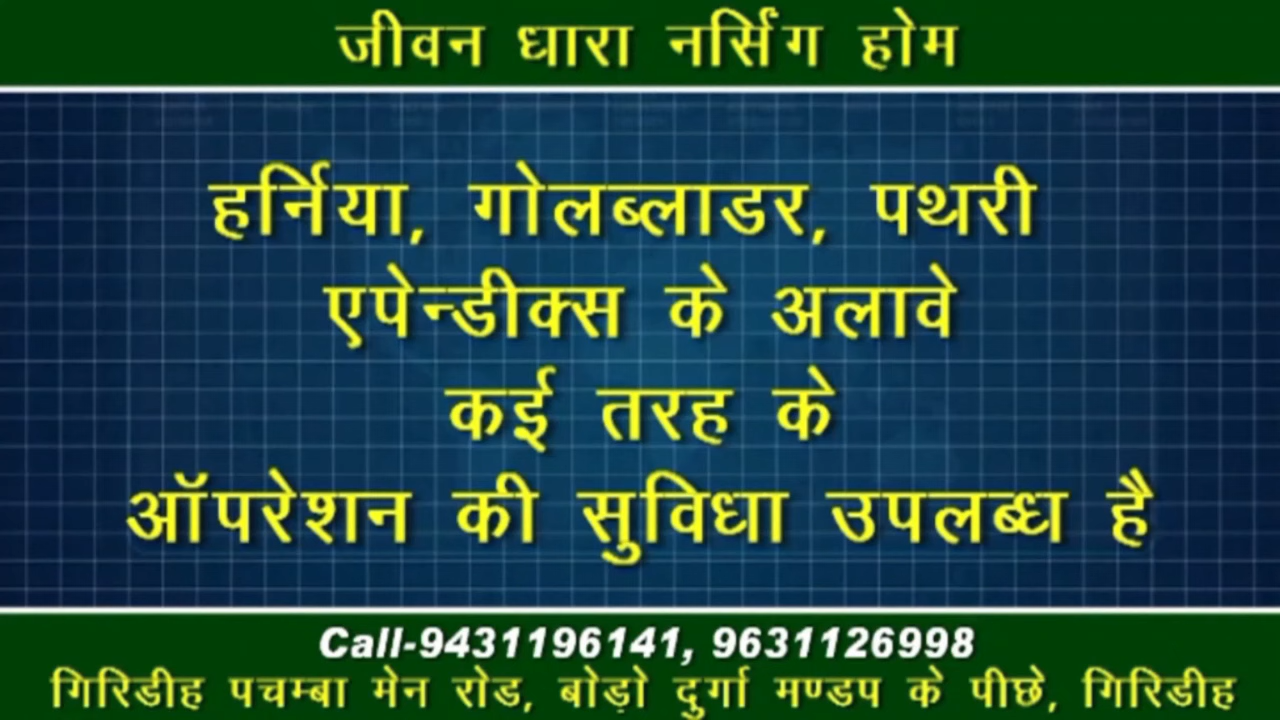 जीवन धारा नर्सिंग होम
हर्निया, गोलब्लाडर, पथरी
एपेन्डीक्स के अलावे
कई तरह के
ऑपरेशन की सुविधा उपलब्ध है
Call-9431196141, 9631126998
गिरिडीह पचम्बा मेन रोड, बोड़ो दुर्गा मण्डप के पीछे, गिरिडीह